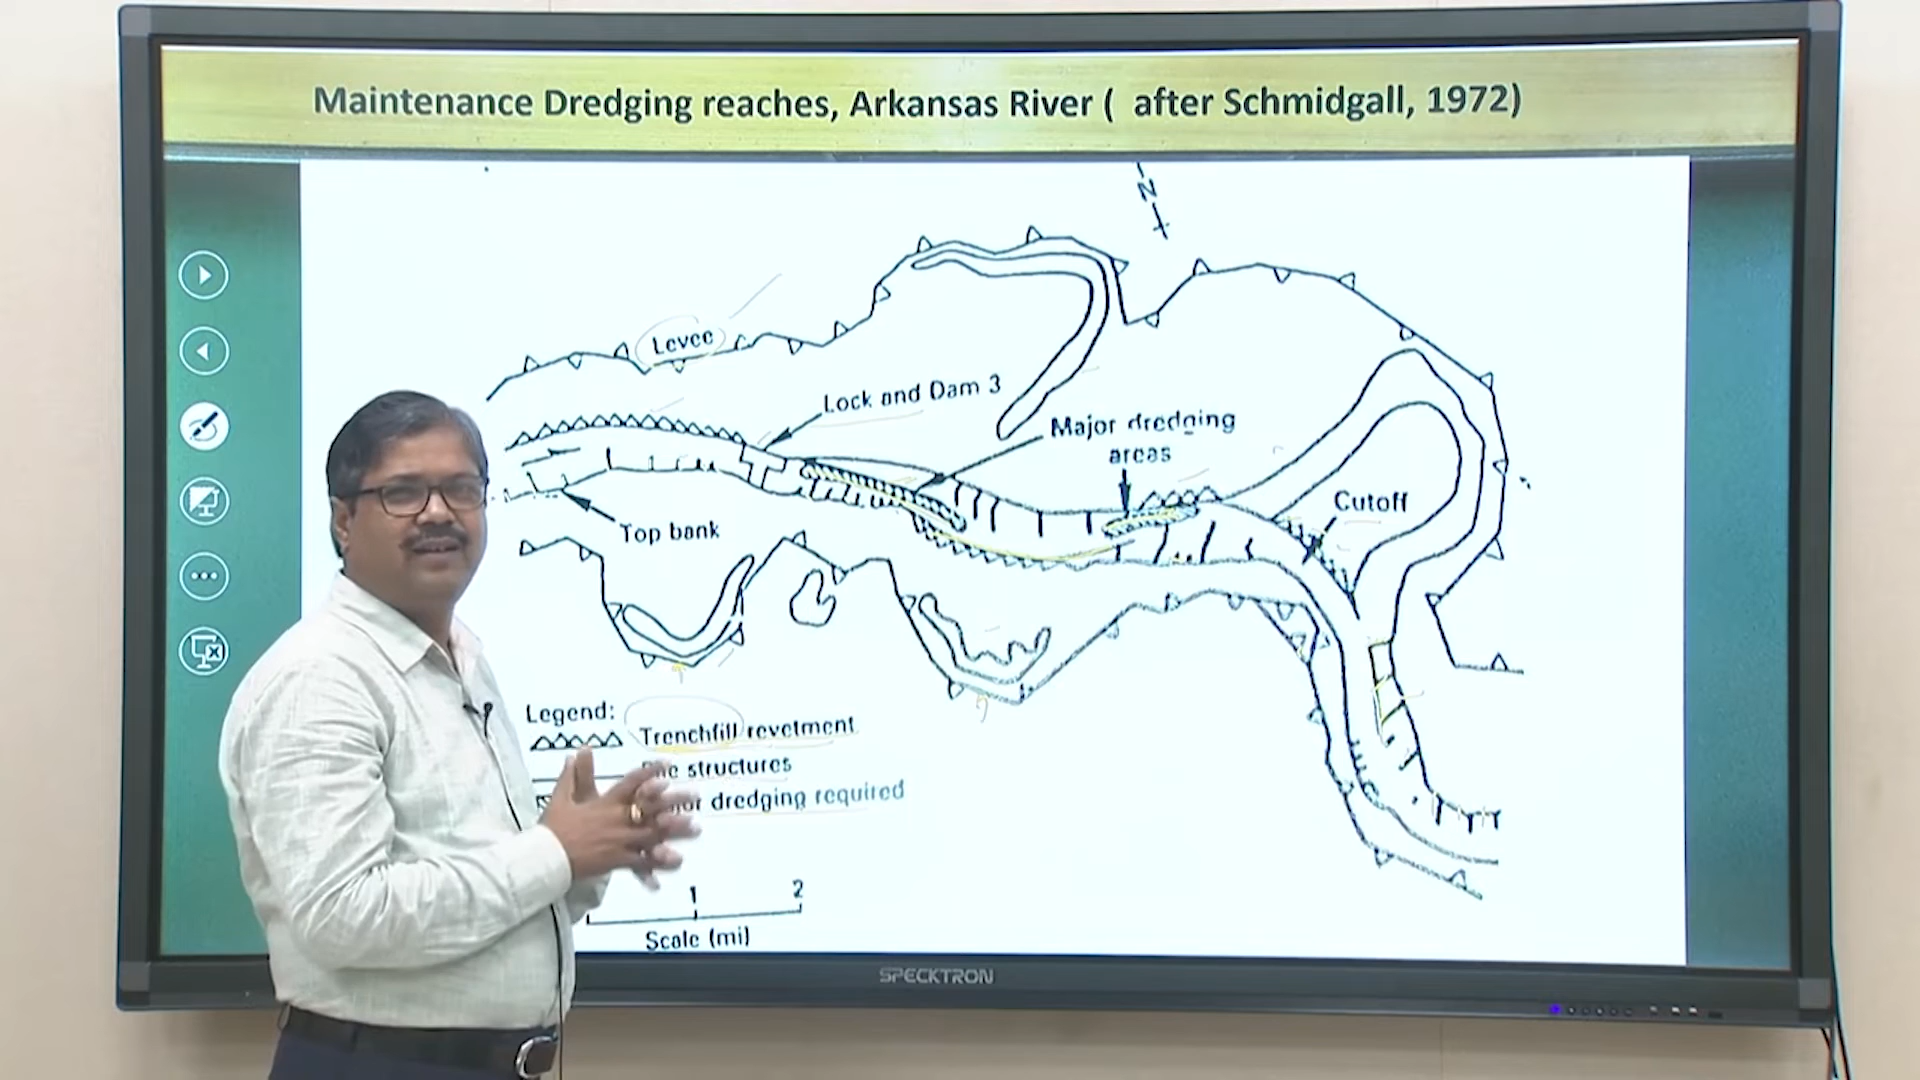 Maintenance Dredging reaches, Arkansas River ( after Schmidgall, 1972)
N
Levee
Lock and Dam 3
Major dredging
areas
Cutoff
Top bank
Legend:
Trenchfill revetment
structures
dredging required
1
2
Scale (mi)
SPECKTRON